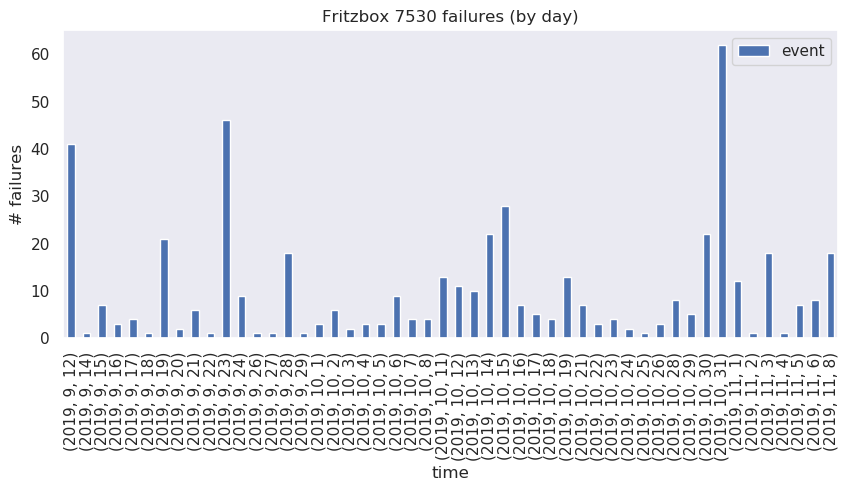 Fritzbox 7530 failures (by day)
event
# failures
60
50
40
30
20
10
0
(2019, 9, 12)
(2019, 9, 14)
(2019, 9, 15)
(2019, 9, 16)
(2019, 9, 17)
(2019, 9, 18)
(2019, 9, 19)
(2019, 9, 20)
(2019, 9, 21)
(2019, 9, 22)
(2019, 9, 23)
(2019, 9, 24)
(2019, 9, 26)
(2019, 9, 27)
(2019, 9, 28)
(2019, 9, 29)
(2019, 10, 1)
(2019, 10, 2)
(2019, 10, 3)
(2019, 10, 4)
(2019, 10, 5)
(2019, 10, 6)
(2019, 10, 7)
(2019, 10, 8)
(2019, 10, 11)
(2019, 10, 12)
(2019, 10, 13)
(2019, 10, 14)
(2019, 10, 15)
(2019, 10, 16)
(2019, 10, 17)
(2019, 10, 18)
(2019, 10, 19)
(2019, 10, 21)
(2019, 10, 22)
(2019, 10, 23)
(2019, 10, 24)
(2019, 10, 25)
(2019, 10, 26)
(2019, 10, 28)
(2019, 10, 29)
(2019, 10, 30)
(2019, 10, 31)
(2019, 11, 1)
(2019, 11, 2)
(2019, 11, 3)
(2019, 11, 4)
(2019, 11, 5)
(2019, 11, 6)
(2019, 11, 8)
time